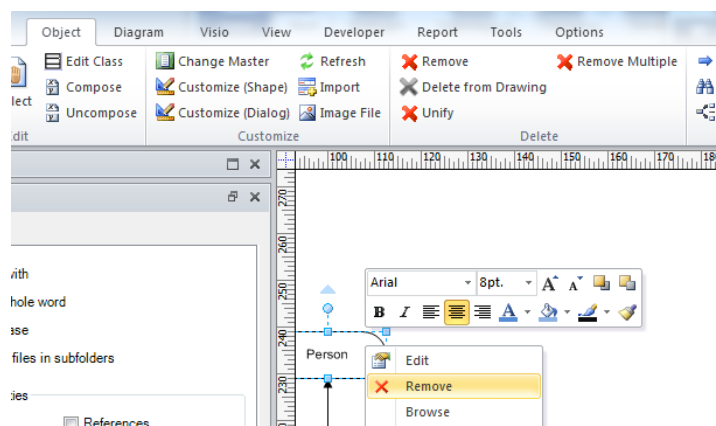 Object Diagram Visio View Developer Report Tools Options
Edit Class Change Master Refresh Remove Remove Multiple
Compose Customize (Shape) Import Delete from Drawing
lect Uncompose Customize (Dialog) Image File Unify
dit Customize Delete
100 110 120 130 140 150 160 170 18
270
260
vith
hole word
250
Arial 8pt. A A
ase
B I A
240
files in subfolders
Person Edit
230
Remove
ties
Browse
References